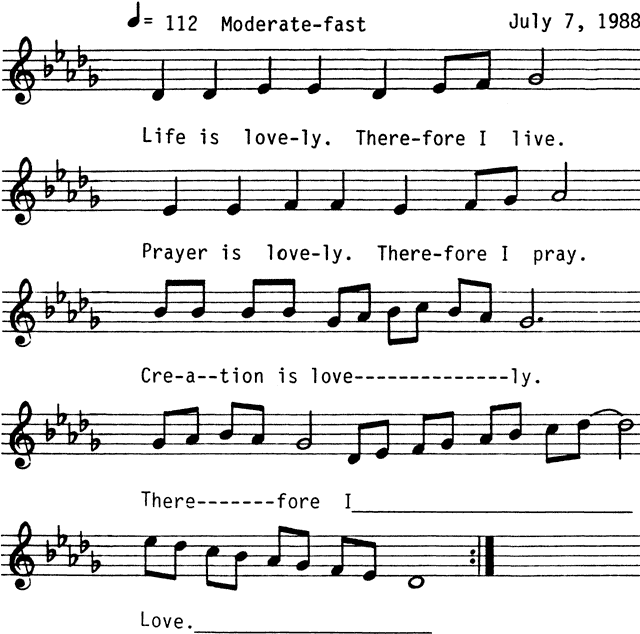 = 112 Moderate-fast July 7, 1988
Life is love-ly. There-fore I live.
Prayer is love-ly. There-fore I pray.
Cre-a--tion is love--------------ly.
There-------fore I______________________
Love.___________________